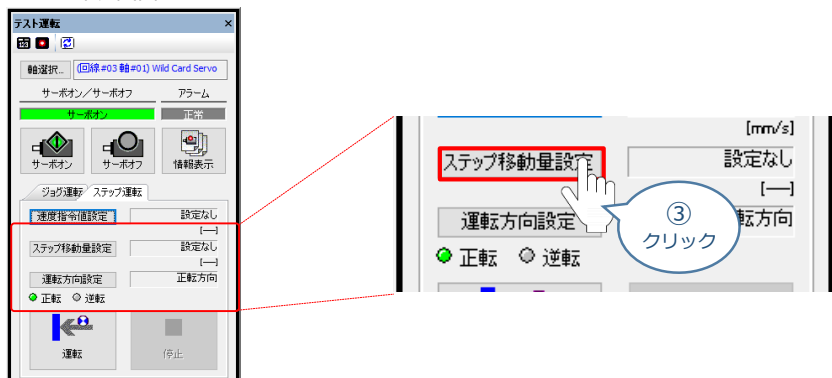 テスト運転
軸選択... (回線#03 軸#01) Wild Card Servo
サーボオン/サーボオフ アラーム
サーボオン 正常
サーボオン サーボオフ 情報表示
ジョグ運転 ステップ運転
速度指令値設定 設定なし
[---]
ステップ移動量設定 設定なし
[---]
運転方向設定 正転方向
正転 逆転
運転 停止
[mm/s]
ステップ移動量設定 設定なし
[---]
運転方向設定 転方向
正転 逆転
③
クリック